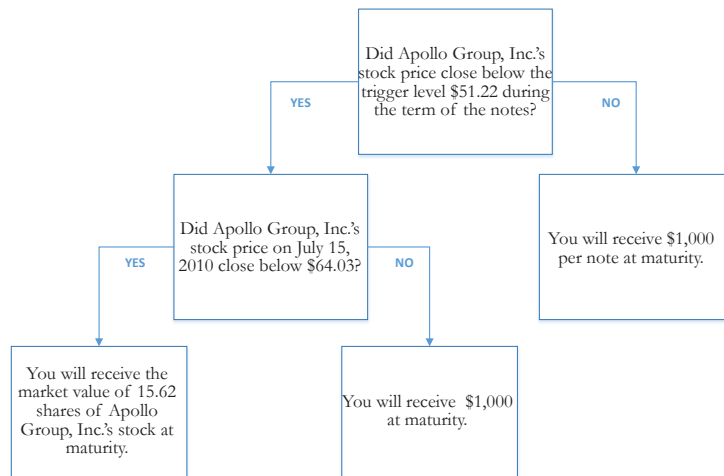 Did Apollo Group, Inc.'s
stock price close below the
trigger level $51.22 during
the term of the notes?
YES
NO
Did Apollo Group, Inc.'s
stock price on July 15,
2010 close below $64.03?
You will receive $1,000
per note at maturity.
YES
NO
You will receive the
market value of 15.62
shares of Apollo
Group, Inc.'s stock at
maturity.
You will receive $1,000
at maturity.